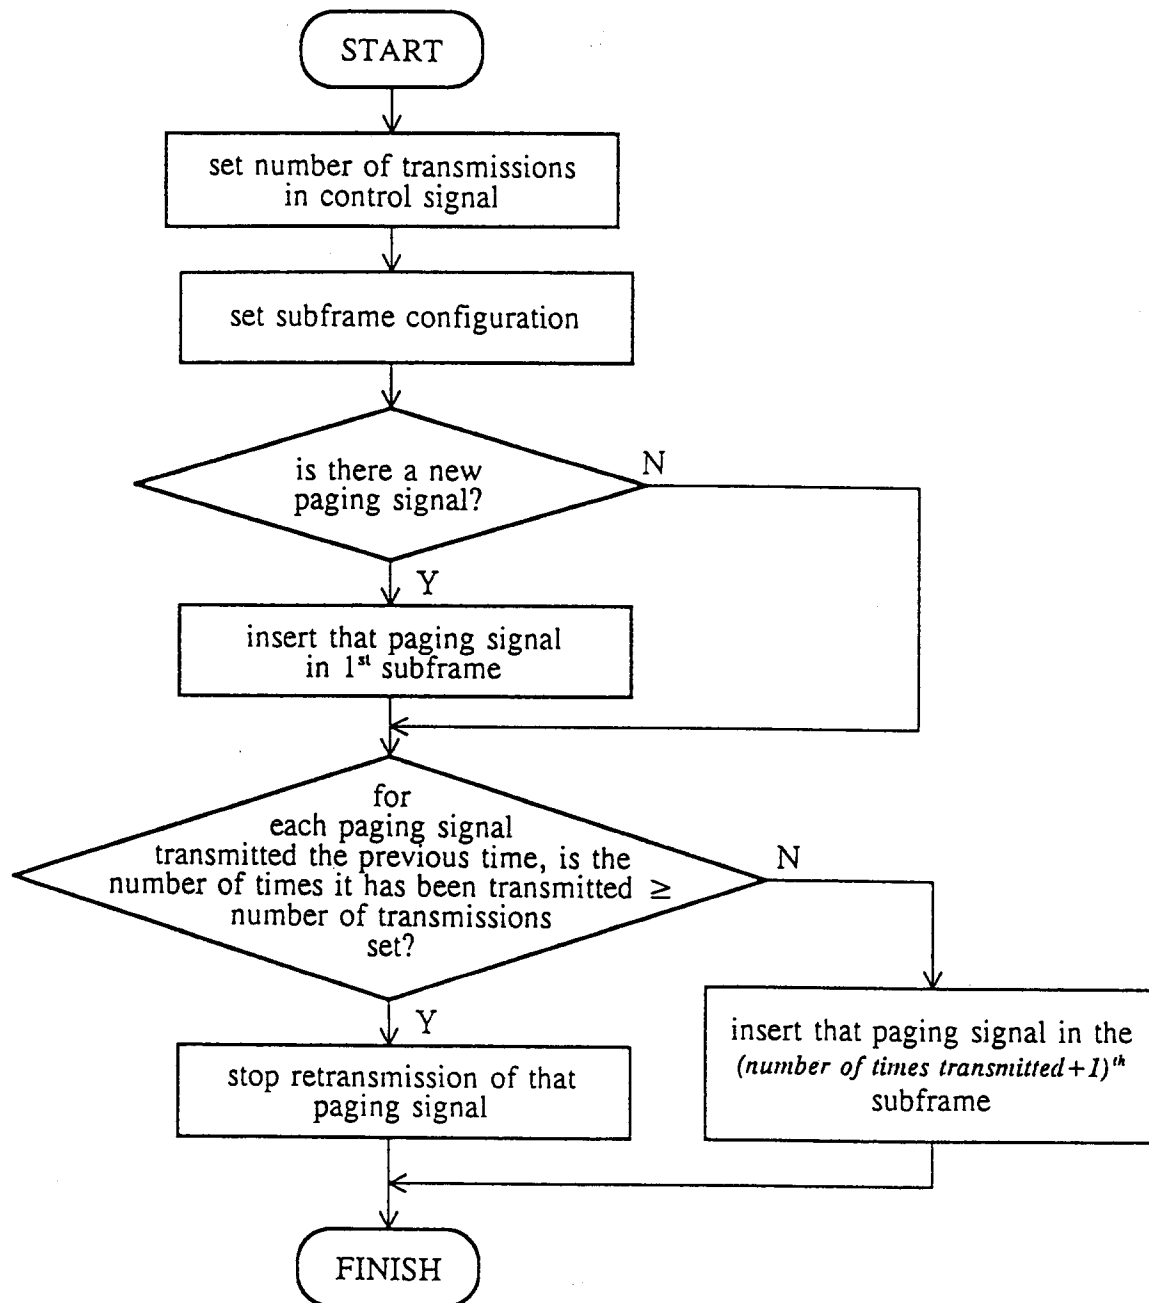 START
set number of transmissions
in control signal
set subframe configuration
is there a new
paging signal?
N
Y
insert that paging signal
in 1st subframe
for
each paging signal
transmitted the previous time, is the
number of times it has been transmitted ≥
number of transmissions
set?
N
Y
insert that paging signal in the
(number of times transmitted+1)th
subframe
stop retransmission of that
paging signal
FINISH